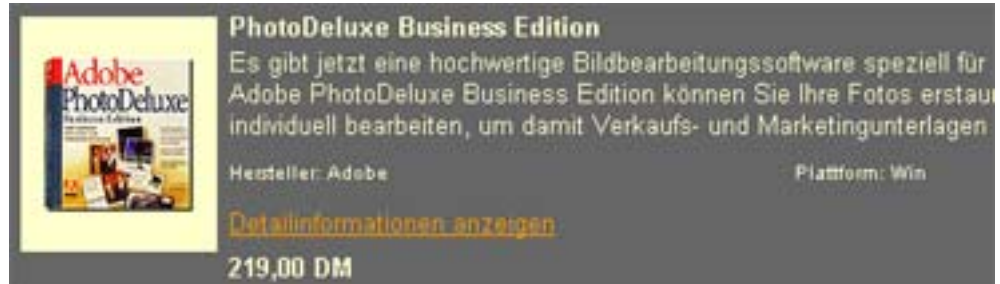 PhotoDeluxe Business Edition
Es gibt jetzt eine hochwertige Bildbearbeitungssoftware speziell für
Adobe PhotoDeluxe Business Edition können Sie Ihre Fotos erstau
individuell bearbeiten, um damit Verkaufs- und Marketingunterlagen
Hersteller: Adobe
Plattform: Win
Detailinformationen anzeigen
219,00 DM
Adobe
PhotoDeluxe
Business Edition